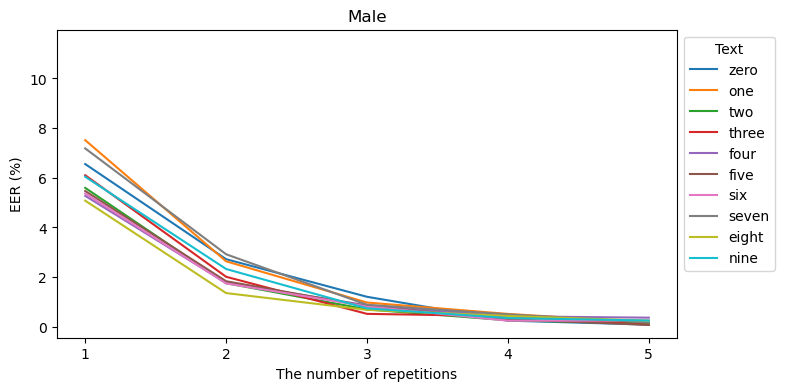 Male
EER (%)
10
8
6
4
2
0
1 2 3 4 5
The number of repetitions
Text
zero
one
two
three
four
five
six
seven
eight
nine